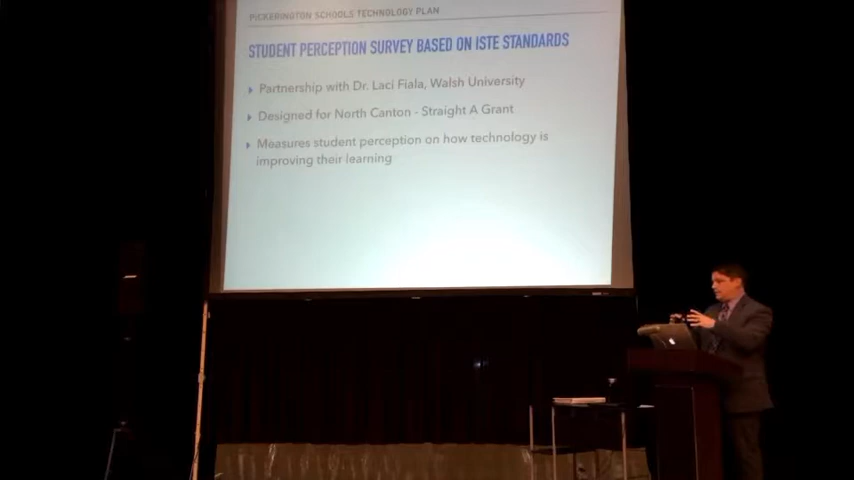 PICKERINGTON SCHOOLS TECHNOLOGY PLAN
STUDENT PERCEPTION SURVEY BASED ON ISTE STANDARDS
Partnership with Dr. Laci Fiala, Walsh University
Designed for North Canton - Straight A Grant
Measures student perception on how technology is
improving their learning